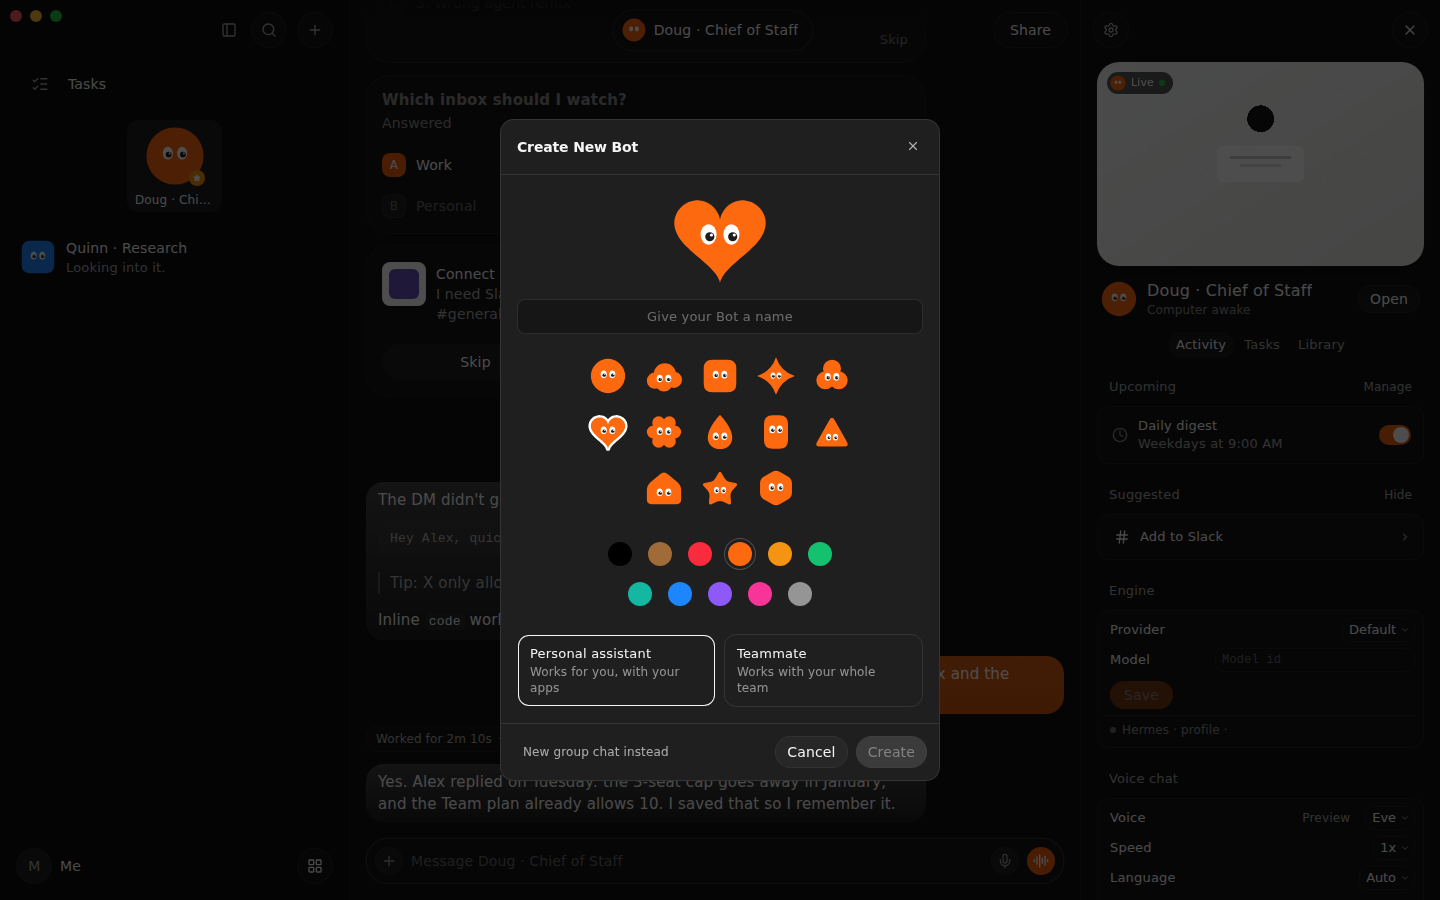 3. Wrong agent remix
Doug · Chief of Staff
Share
Skip
Tasks
Doug · Chi...
Quinn · Research
Looking into it.
Me
M
Which inbox should I watch?
Answered
A Work
B Personal
Connect
I need Sla
#general
Skip
The DM didn't g
Hey Alex, quic
Tip: X only allo
Inline code worl
x and the
Worked for 2m 10s
Yes. Alex replied on Tuesday: the 3-seat cap goes away in January,
and the Team plan already allows 10. I saved that so I remember it.
Message Doug · Chief of Staff
Create New Bot
Give your Bot a name
Personal assistant
Works for you, with your
apps
Teammate
Works with your whole
team
New group chat instead
Cancel
Create
Live
Doug · Chief of Staff
Computer awake
Open
Activity
Tasks
Library
Upcoming
Manage
Daily digest
Weekdays at 9:00 AM
Suggested
Hide
Add to Slack
Engine
Provider
Default
Model
Model id
Save
Hermes · profile ·
Voice chat
Voice
Preview
Eve
Speed
1x
Language
Auto